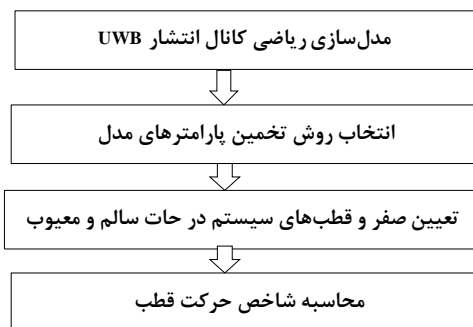 مدل‌سازی ریاضی کانال انتشار UWB
انتخاب روش تخمین پارامترهای مدل
تعیین صفر و قطب‌های سیستم در حات سالم و معیوب
محاسبه شاخص حرکت قطب